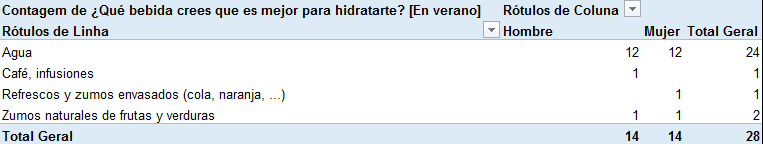 Contagem de ¿Qué bebida crees que es mejor para hidratarte? [En verano] Rótulos de Coluna
Rótulos de Linha Hombre Mujer Total Geral
Agua 12 12 24
Café, infusiones 1 1
Refrescos y zumos envasados (cola, naranja, ...) 1 1
Zumos naturales de frutas y verduras 1 1 2
Total Geral 14 14 28